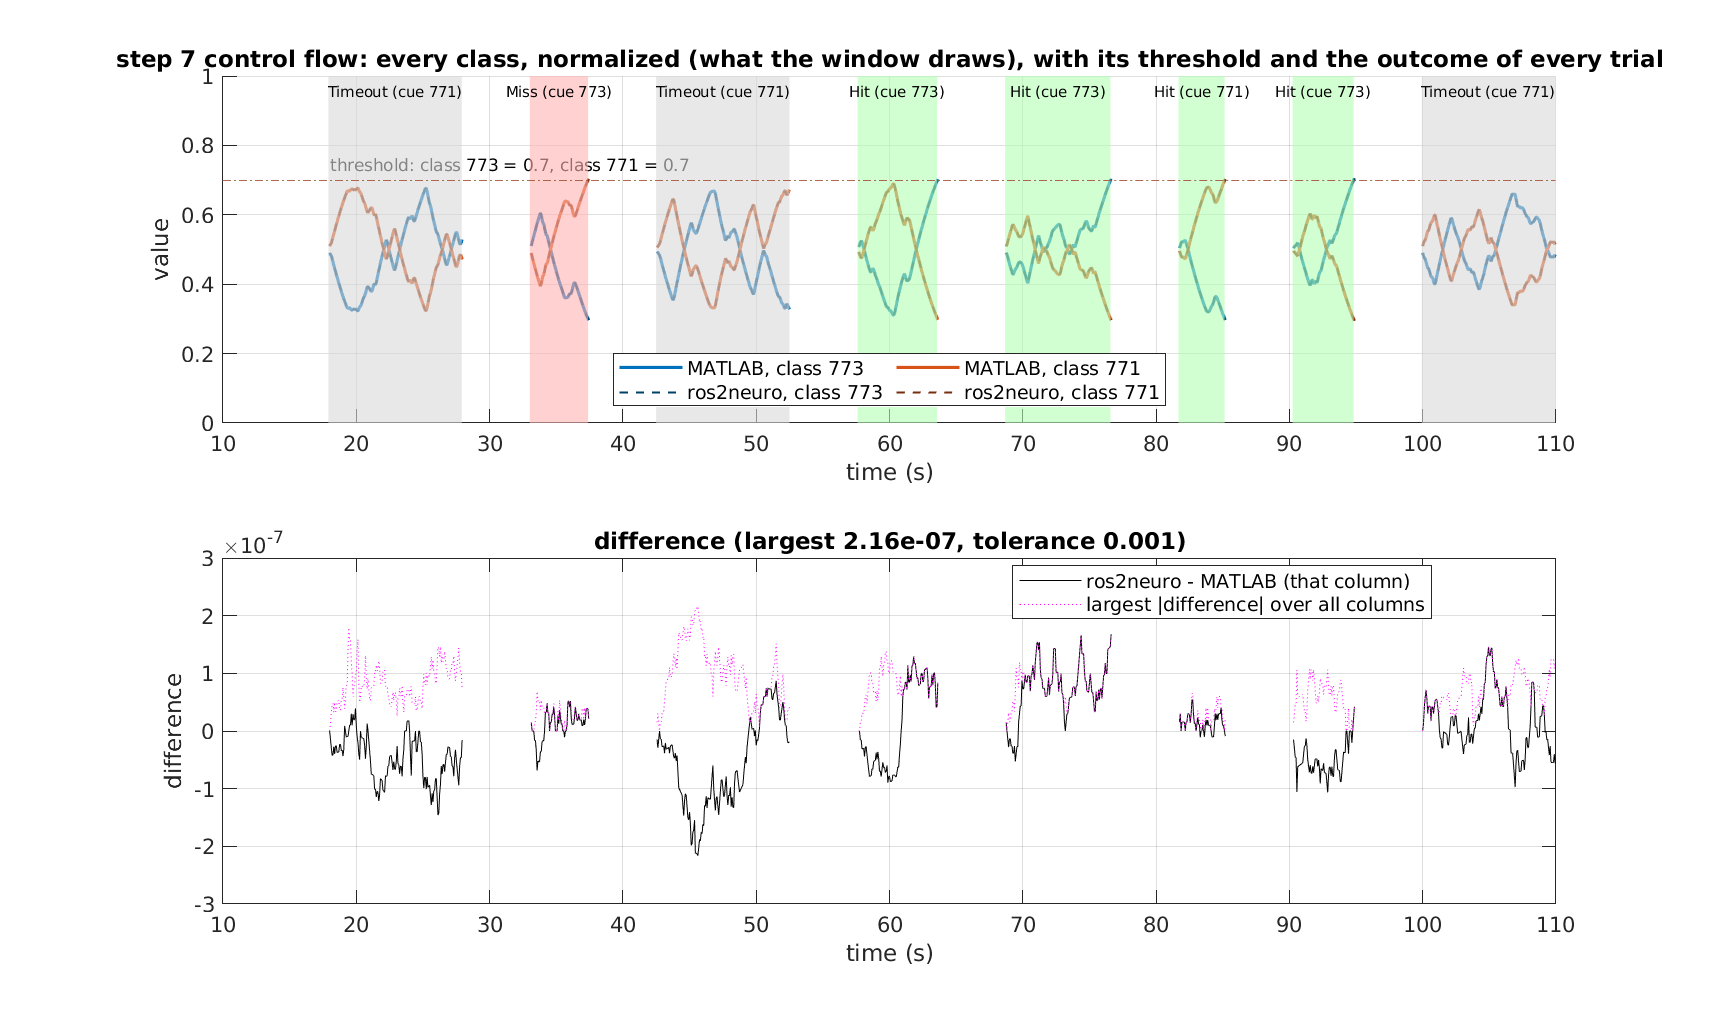 step 7 control flow: every class, normalized (what the window draws), with its threshold and the outcome of every trial
Timeout (cue 771) Miss (cue 773) Timeout (cue 771) Hit (cue 773) Hit (cue 773) Hit (cue 771) Hit (cue 773) Timeout (cue 771)
threshold: class 773 = 0.7, class 771 = 0.7
1
0.8
0.6
0.4
0.2
0
value
MATLAB, class 773 MATLAB, class 771
ros2neuro, class 773 ros2neuro, class 771
10 20 30 40 50 60 70 80 90 100 110
time (s)
difference (largest 2.16e-07, tolerance 0.001)
×10-7
ros2neuro - MATLAB (that column)
largest |difference| over all columns
3
2
1
0
-1
-2
-3
difference
10 20 30 40 50 60 70 80 90 100 110
time (s)